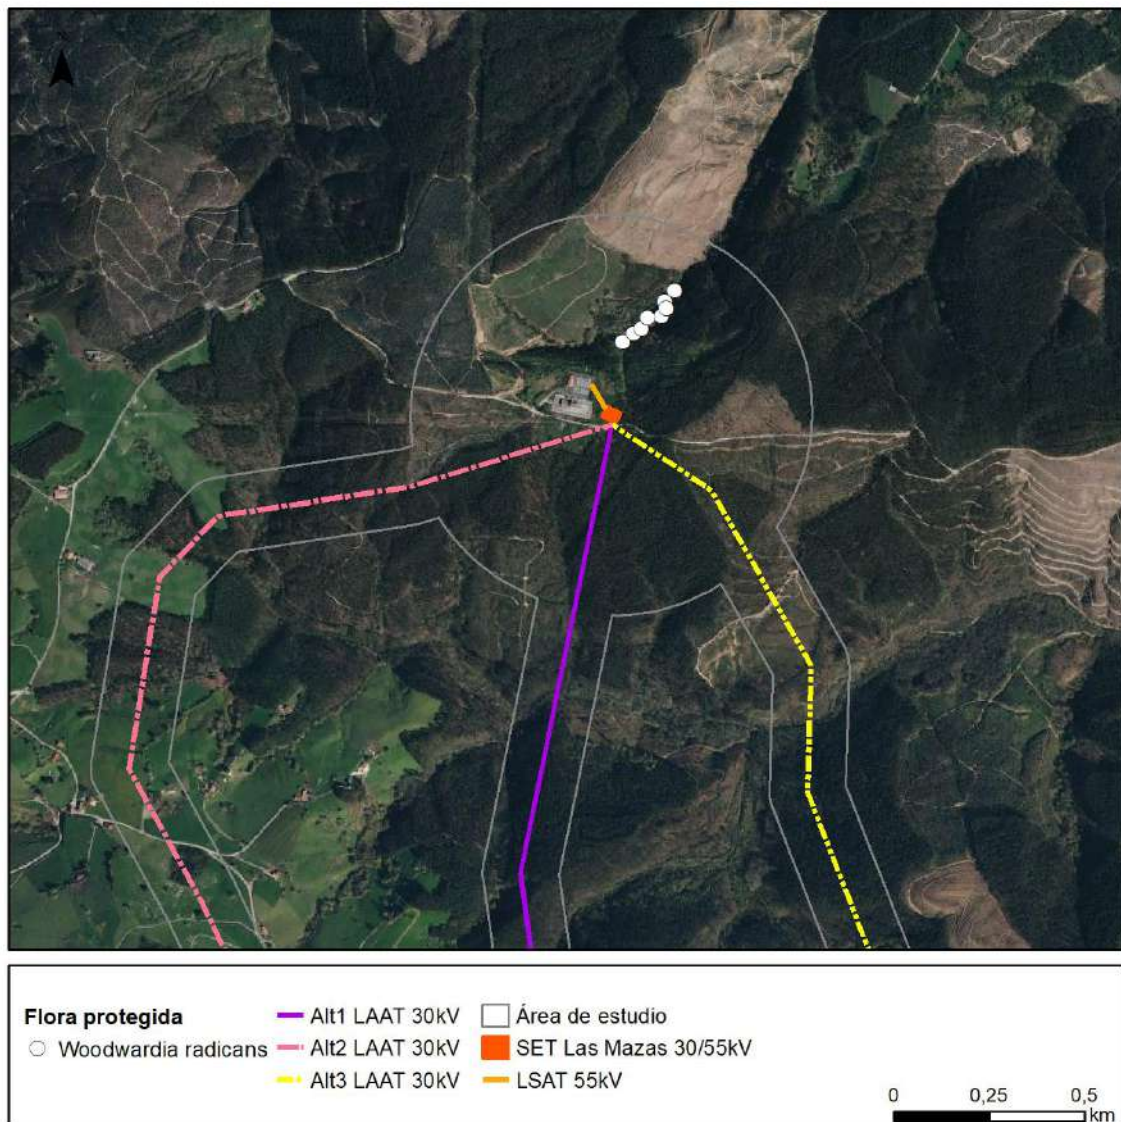 Flora protegida
Woodwardia radicans
Alt1 LAAT 30kV
Alt2 LAAT 30kV
Alt3 LAAT 30kV
Área de estudio
SET Las Mazas 30/55kV
LSAT 55kV
0 0,25 0,5
km